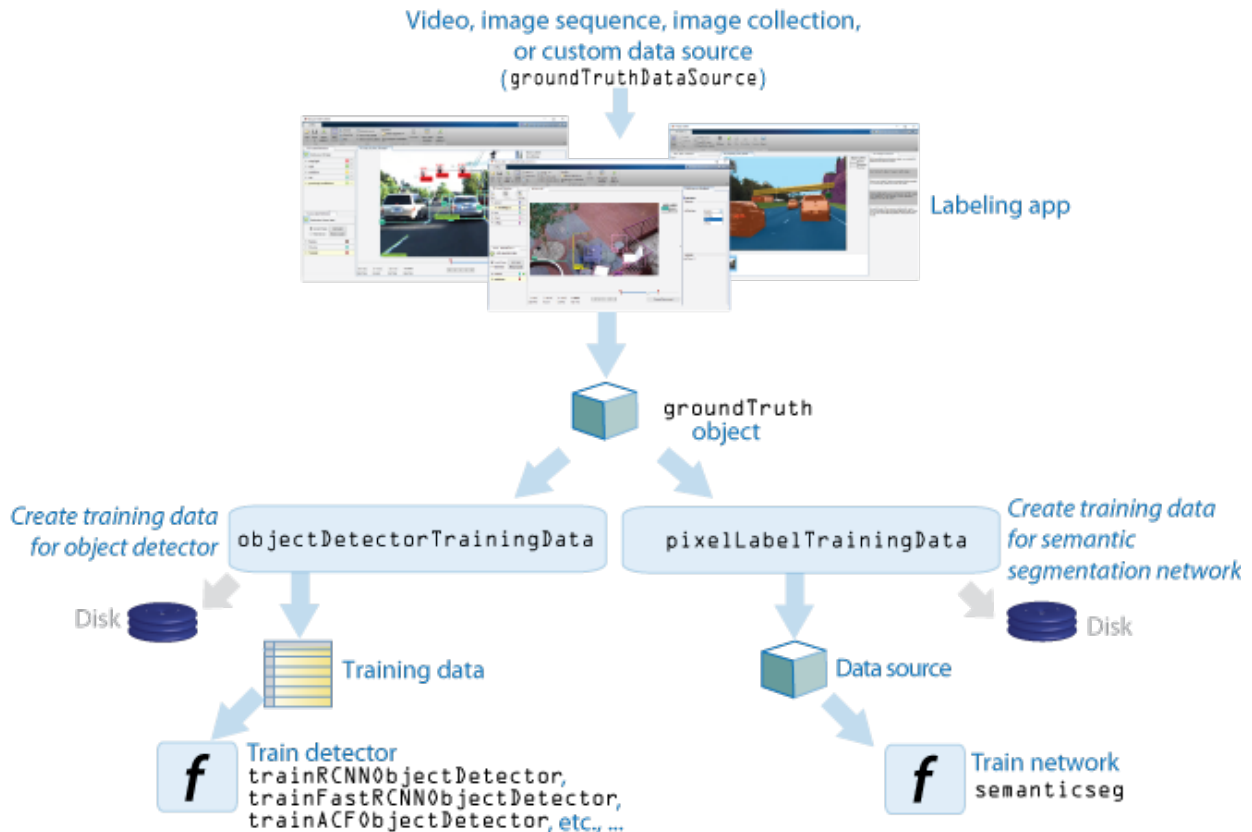 Video, image sequence, image collection,
or custom data source
(groundTruthDataSource)
Labeling app
groundTruth
object
Create training data
for object detector
objectDetectorTrainingData
pixelLabelTrainingData
Create training data
for semantic
segmentation network
Disk
Disk
Training data
Data source
f
Train detector
trainRCNNObjectDetector,
trainFastRCNNObjectDetector,
trainACFObjectDetector, etc., ...
f
Train network
semanticseg